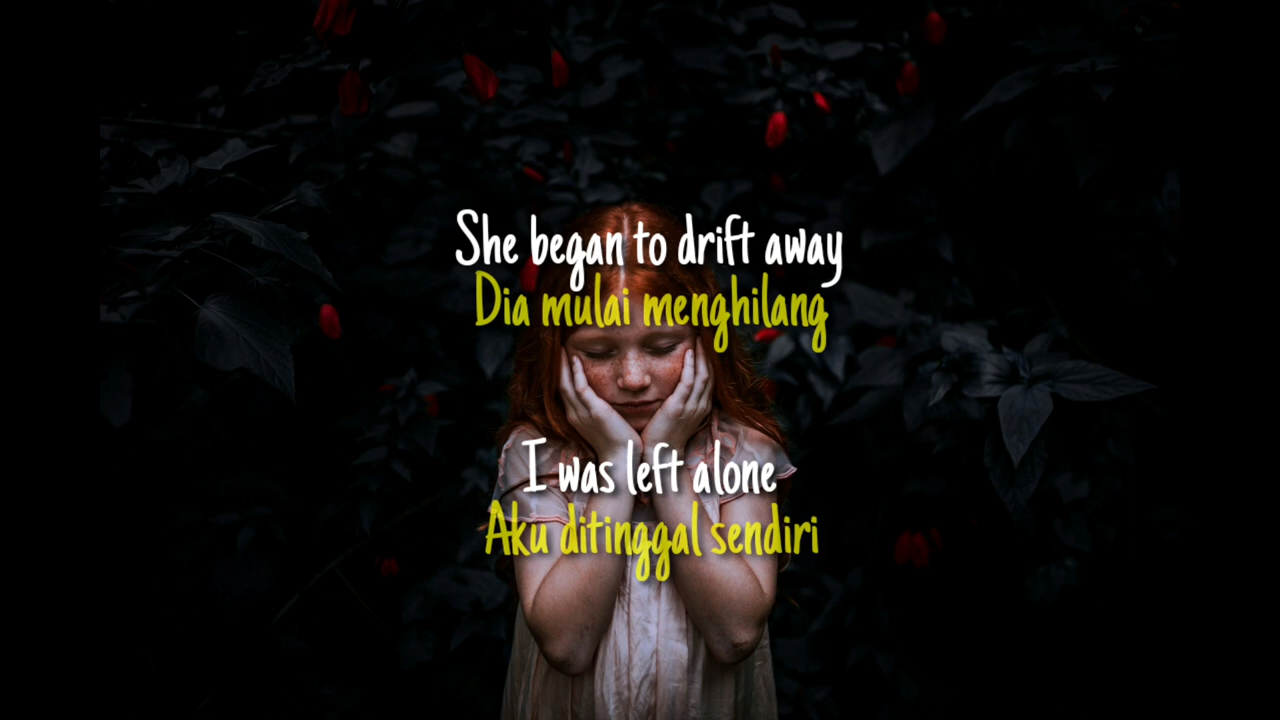 She began to drift away
Dia mulai menghilang
I was left alone
Aku ditinggal sendiri